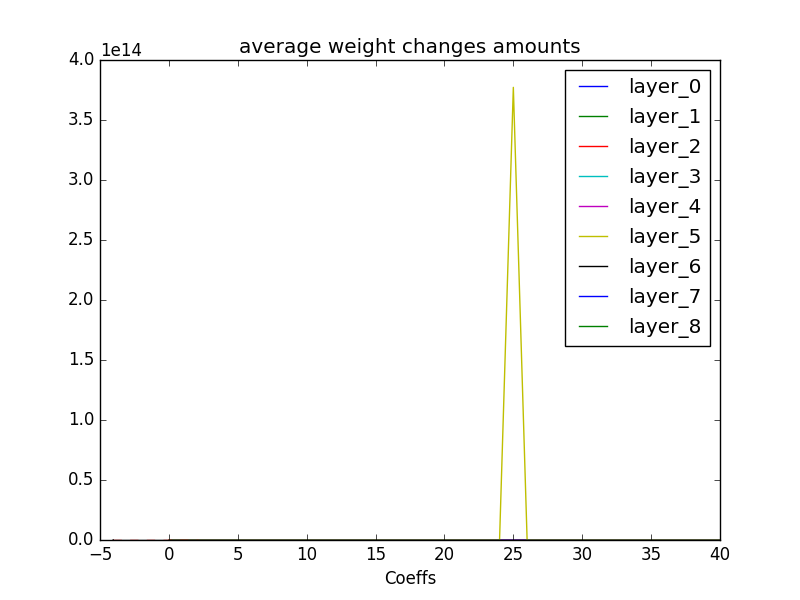 average weight changes amounts
1e14
4.0
3.5
3.0
2.5
2.0
1.5
1.0
0.5
0.0
−5 0 5 10 15 20 25 30 35 40
Coeffs
layer_0
layer_1
layer_2
layer_3
layer_4
layer_5
layer_6
layer_7
layer_8